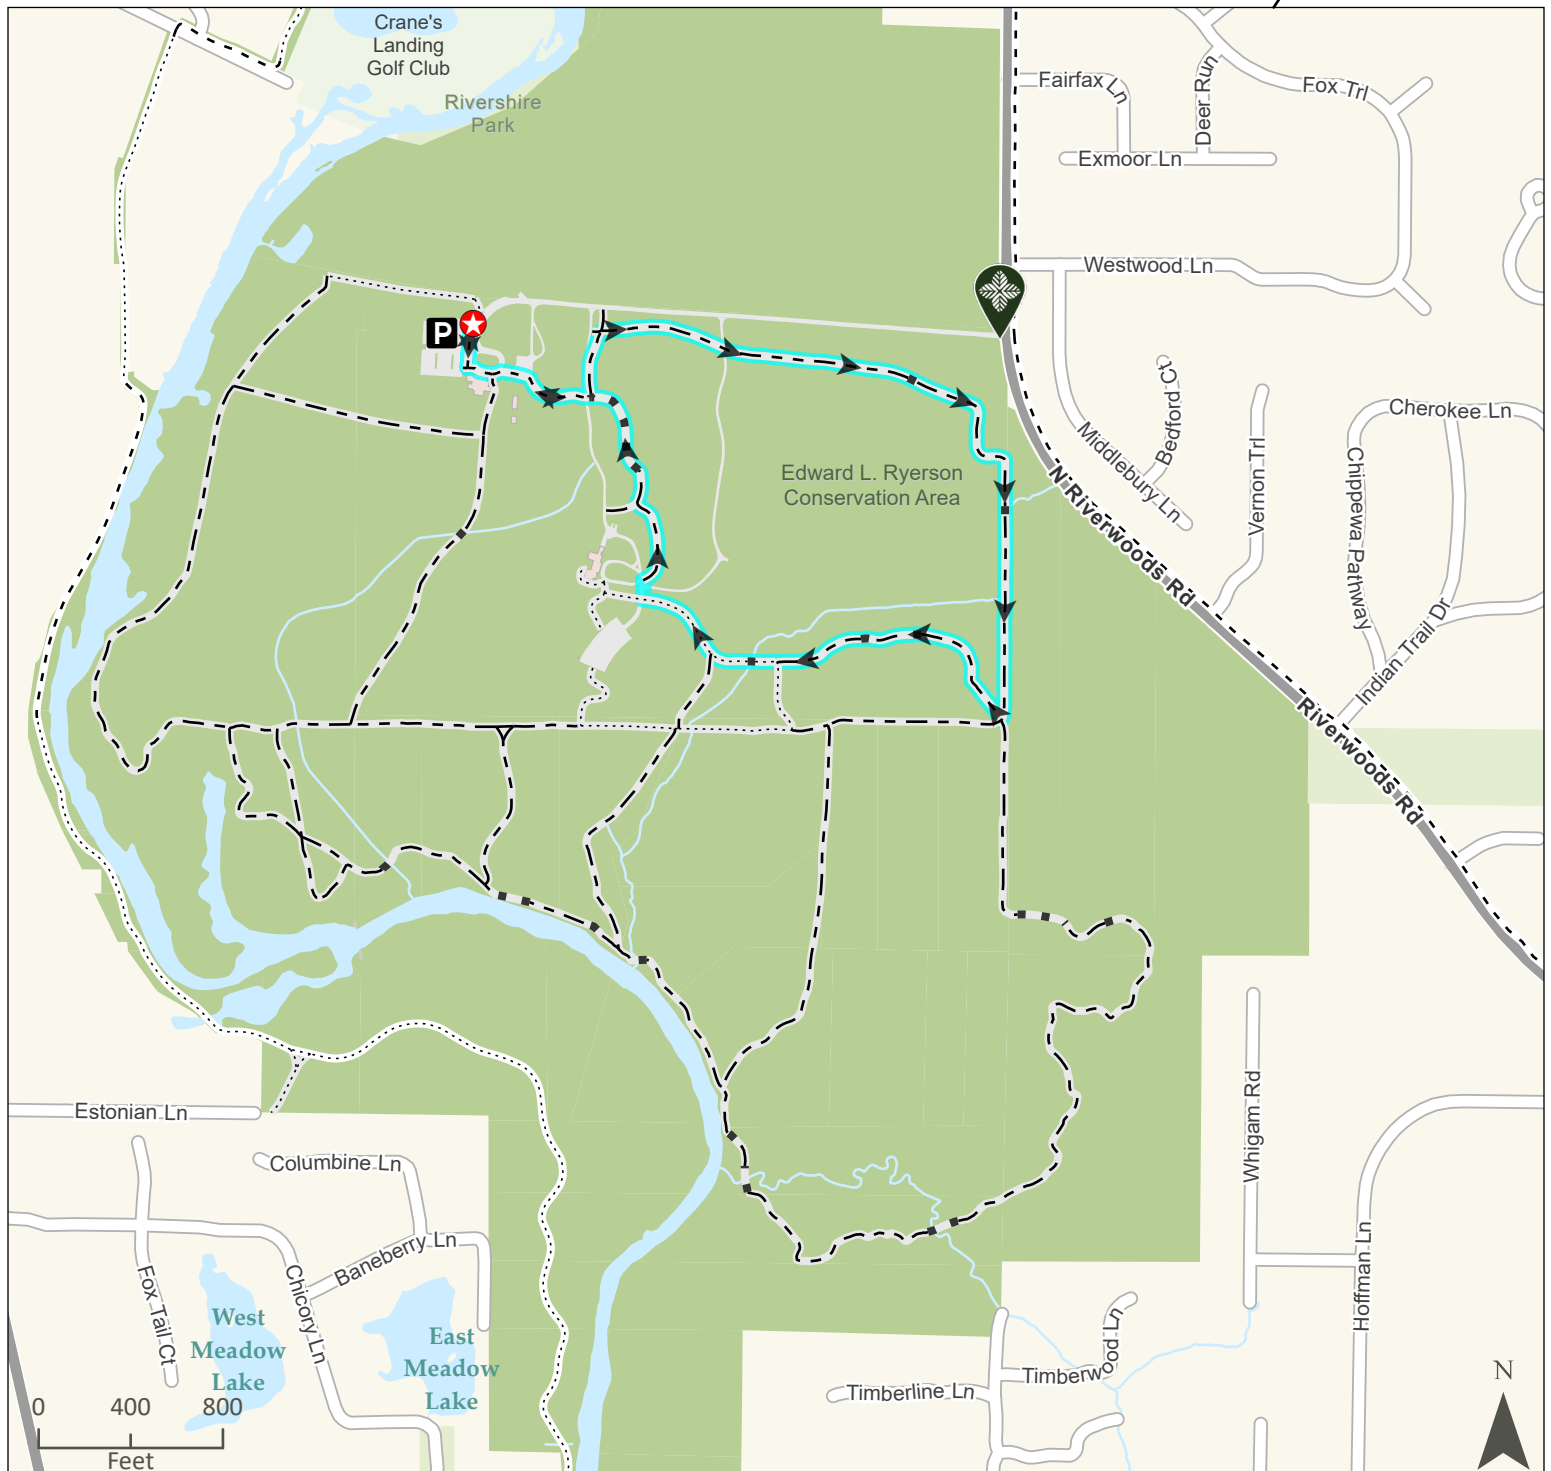 Crane's
Landing
Golf Club
Rivershire
Park
Fairfax Ln
Deer Run
Fox Trl
Exmoor Ln
Westwood Ln
P
Bedford Ct
Cherokee Ln
Middlebury Ln
Vernon Trl
Chippewa Pathway
Edward L. Ryerson
Conservation Area
N Riverwoods Rd
Indian Trail Dr
Riverwoods Rd
Estonian Ln
Columbine Ln
Whigam Rd
Baneberry Ln
Fox Tail Ct
Chicory Ln
Hoffman Ln
West
Meadow
Lake
East
Meadow
Lake
Timberwood Ln
Timberline Ln
N
0 400 800
Feet